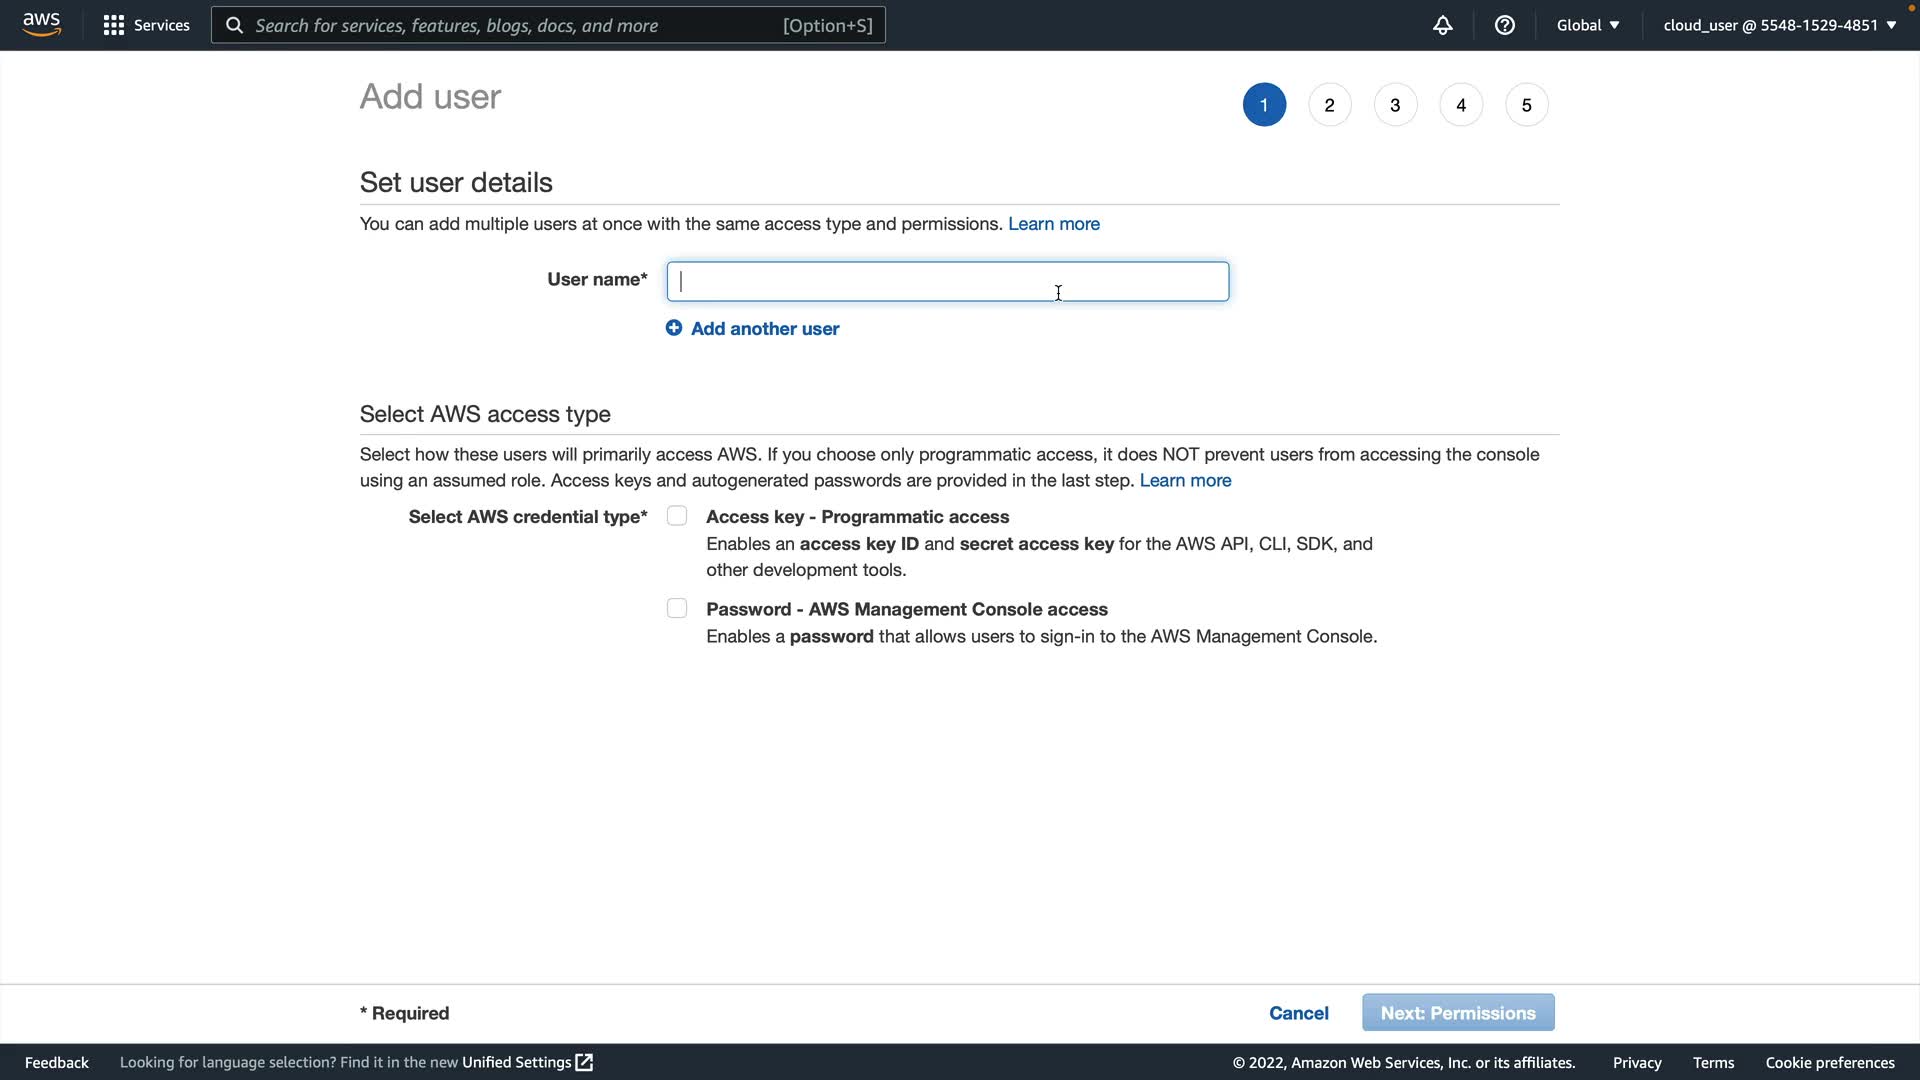 aws
Services
Search for services, features, blogs, docs, and more
[Option+S]
Global
cloud_user @ 5548-1529-4851
Add user
1
2
3
4
5
Set user details
You can add multiple users at once with the same access type and permissions. Learn more
User name*
Add another user
Select AWS access type
Select how these users will primarily access AWS. If you choose only programmatic access, it does NOT prevent users from accessing the console
using an assumed role. Access keys and autogenerated passwords are provided in the last step. Learn more
Select AWS credential type*
Access key - Programmatic access
Enables an access key ID and secret access key for the AWS API, CLI, SDK, and
other development tools.
Password - AWS Management Console access
Enables a password that allows users to sign-in to the AWS Management Console.
* Required
Cancel
Next: Permissions
Feedback
Looking for language selection? Find it in the new Unified Settings
© 2022, Amazon Web Services, Inc. or its affiliates.
Privacy
Terms
Cookie preferences